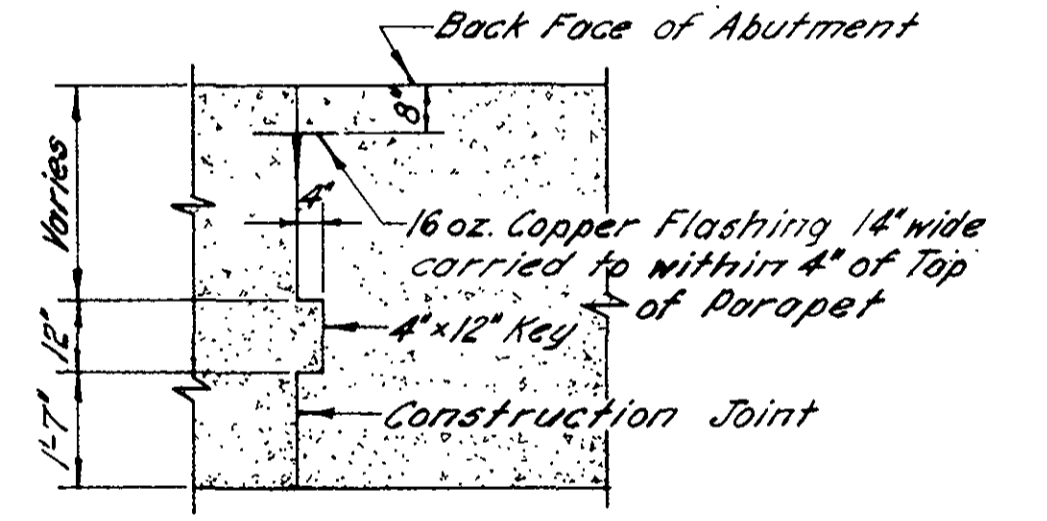 Back Face of Abutment
8"
Varies
4"
16 oz. Copper Flashing 14" wide
carried to within 4" of Top
of Parapet
12"
4"x12" Key
1'-7"
Construction Joint